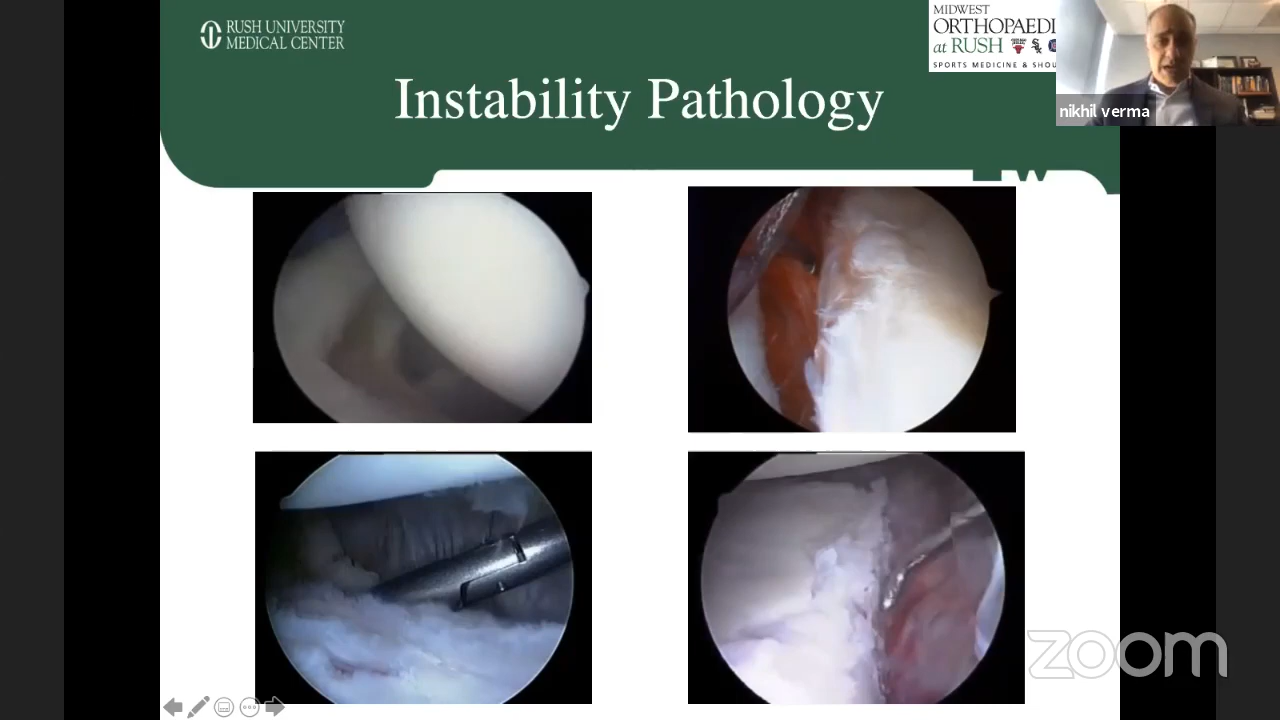 RUSH UNIVERSITY
MEDICAL CENTER
MIDWEST
ORTHOPAEDI
at RUSH
SPORTS MEDICINE & SHOU
Instability Pathology
nikhil verma
zoom